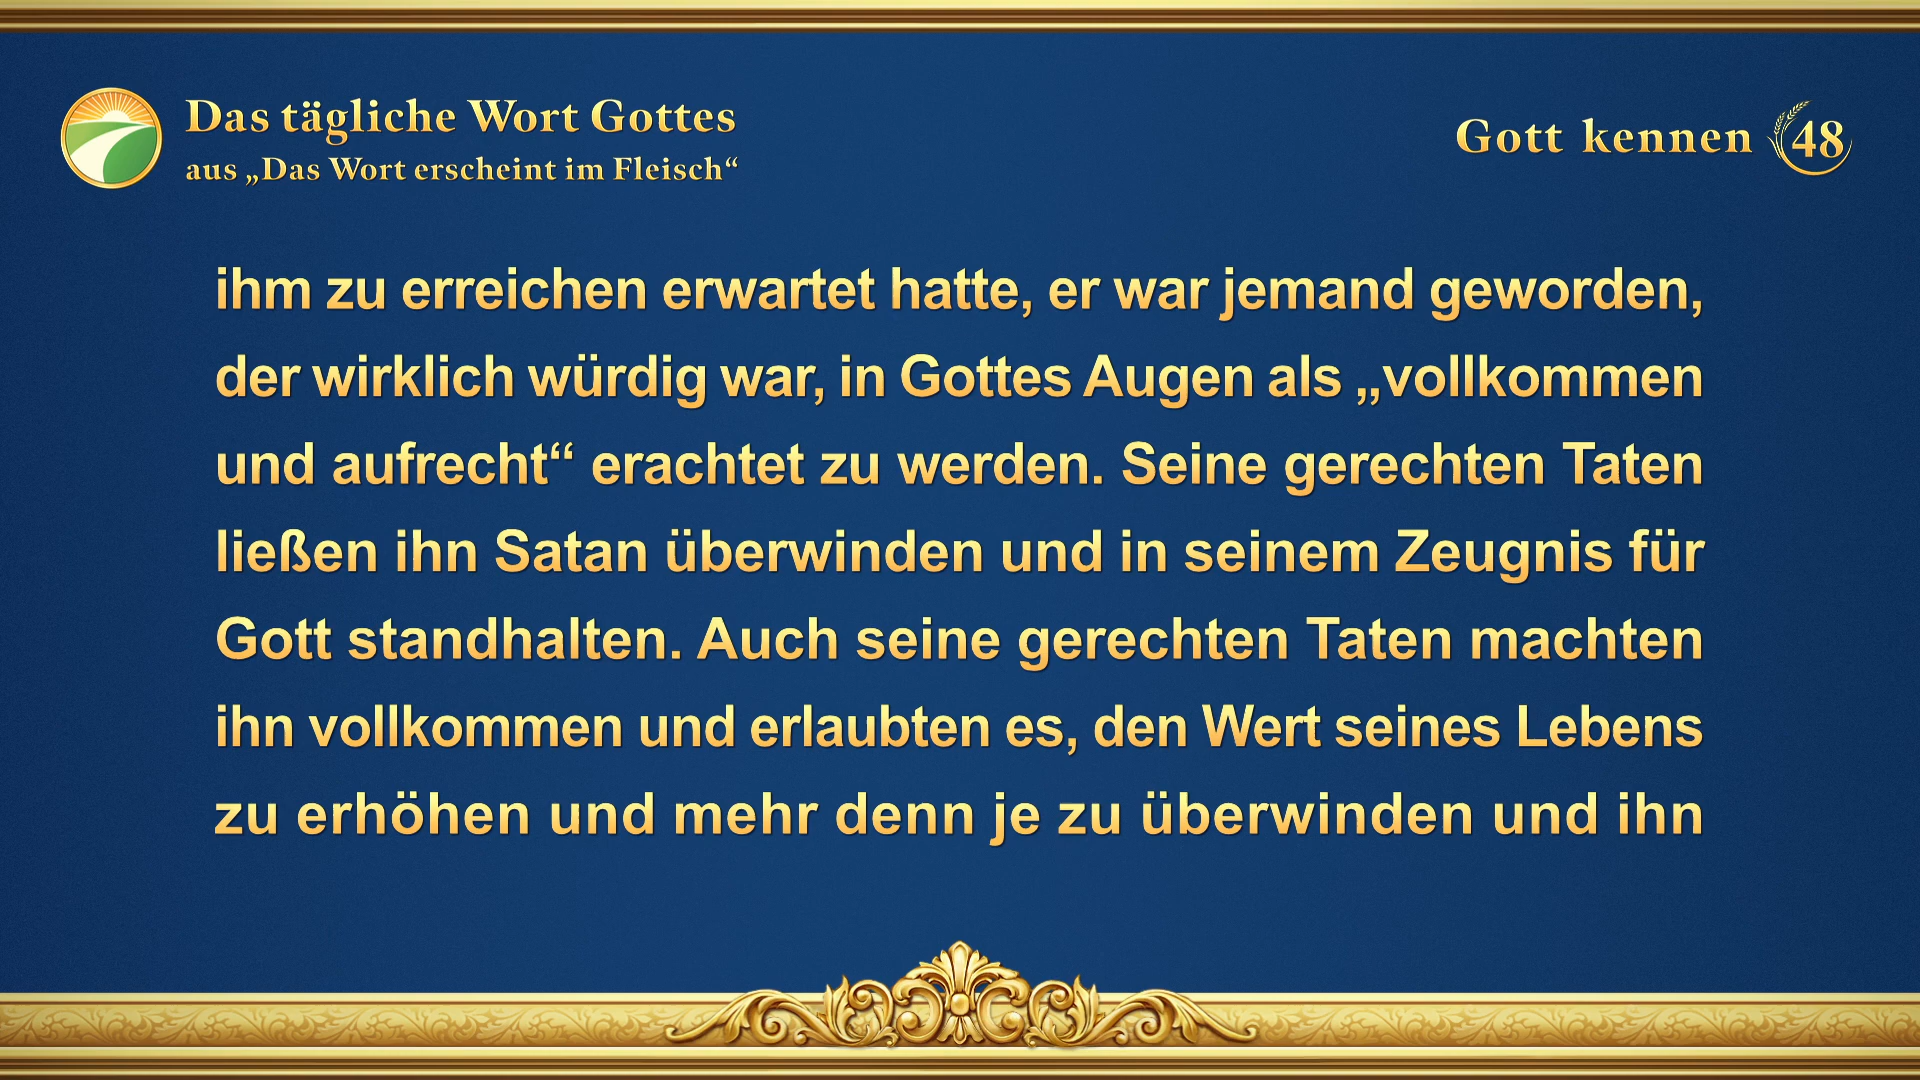 Das tägliche Wort Gottes
aus „Das Wort erscheint im Fleisch“
Gott kennen 48
ihm zu erreichen erwartet hatte, er war jemand geworden,
der wirklich würdig war, in Gottes Augen als „vollkommen
und aufrecht“ erachtet zu werden. Seine gerechten Taten
ließen ihn Satan überwinden und in seinem Zeugnis für
Gott standhalten. Auch seine gerechten Taten machten
ihn vollkommen und erlaubten es, den Wert seines Lebens
zu erhöhen und mehr denn je zu überwinden und ihn